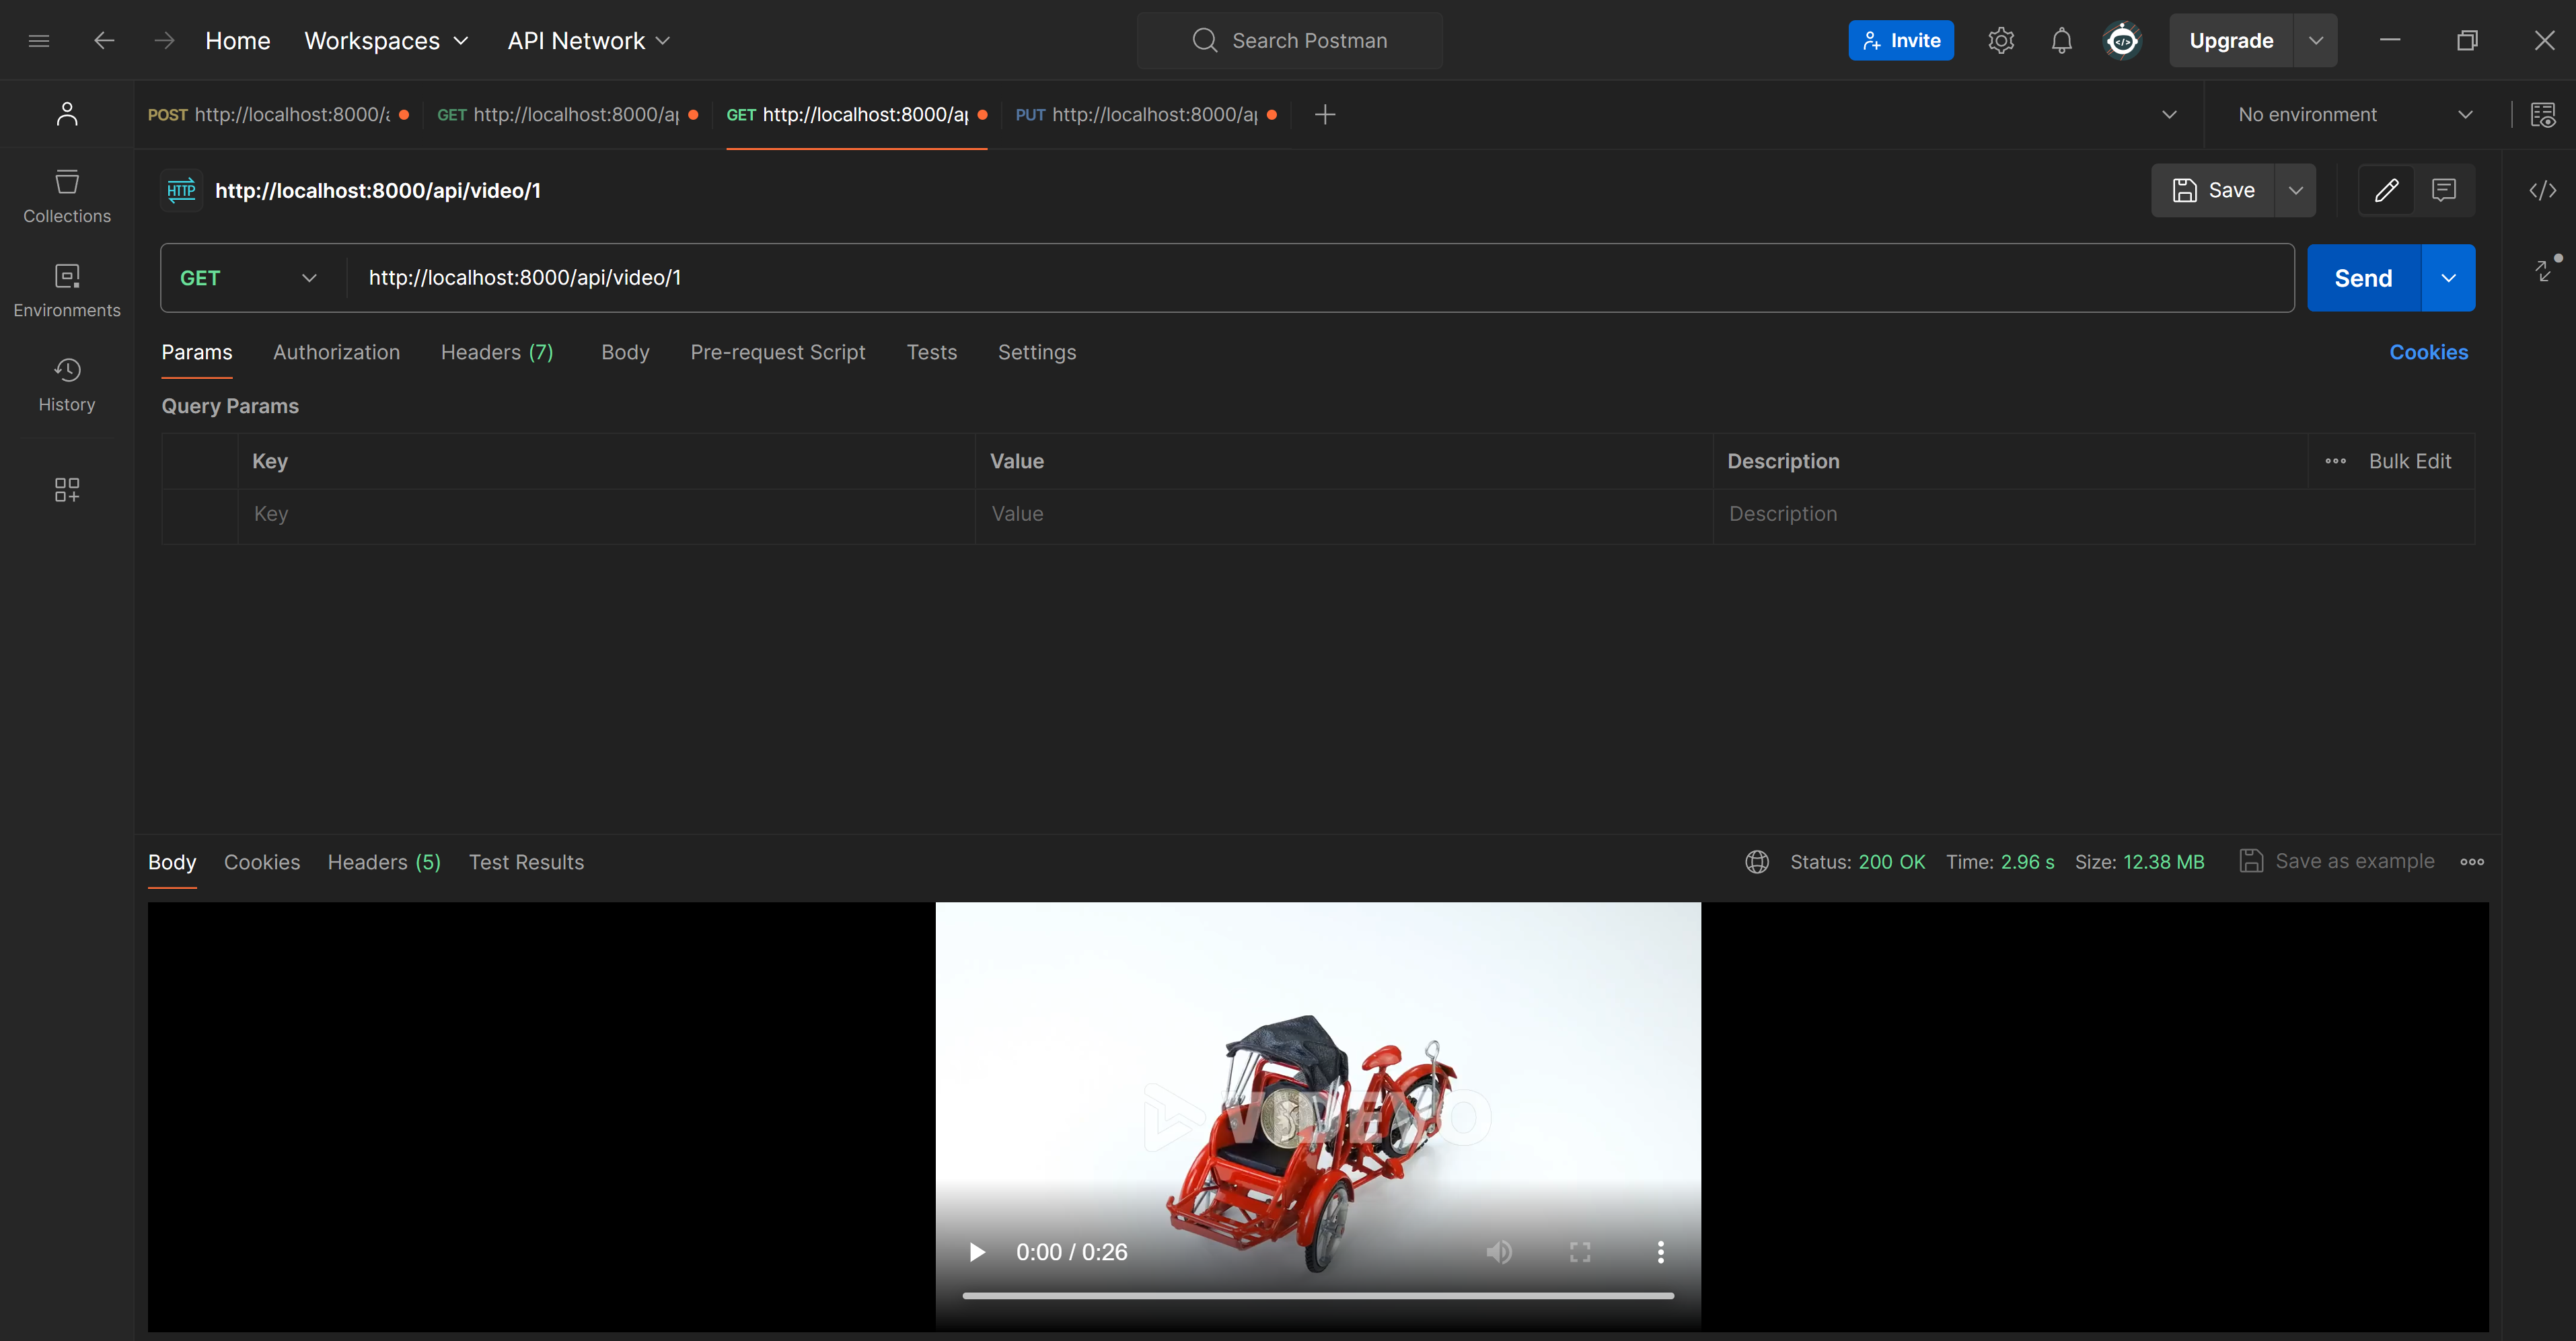 Home Workspaces API Network Search Postman Invite Upgrade
POST http://localhost:8000/ GET http://localhost:8000/a GET http://localhost:8000/a PUT http://localhost:8000/a No environment
HTTP http://localhost:8000/api/video/1 Save
Collections
GET http://localhost:8000/api/video/1 Send
Environments
Params Authorization Headers (7) Body Pre-request Script Tests Settings Cookies
History
Query Params
Key Value Description Bulk Edit
Key Value Description
Body Cookies Headers (5) Test Results Status: 200 OK Time: 2.96 s Size: 12.38 MB Save as example
VIDEVO
0:00 / 0:26